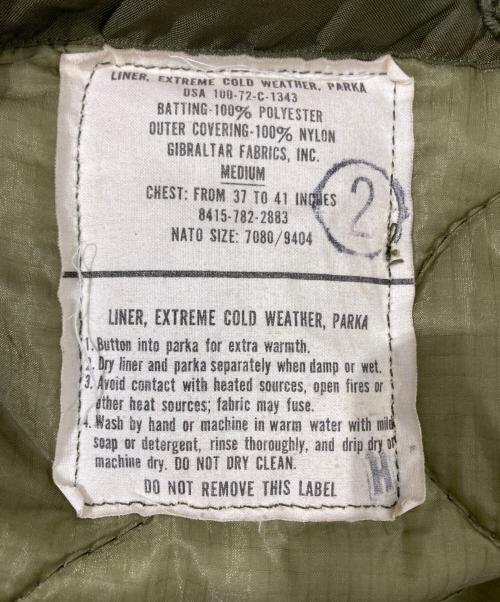 LINER, EXTREME COLD WEATHER, PARKA
DSA 100-72-C-1343
BATTING-100% POLYESTER
OUTER COVERING-100% NYLON
GIBRALTAR FABRICS, INC.
MEDIUM
CHEST: FROM 37 TO 41 INCHES
8415-782-2883
NATO SIZE: 7080/9404
2
LINER, EXTREME COLD WEATHER, PARKA
1. Button into parka for extra warmth.
2. Dry liner and parka separately when damp or wet.
3. Avoid contact with heated sources, open fires or
other heat sources; fabric may fuse.
4. Wash by hand or machine in warm water with mild
soap or detergent, rinse thoroughly, and drip dry or
machine dry. DO NOT DRY CLEAN.
H
DO NOT REMOVE THIS LABEL